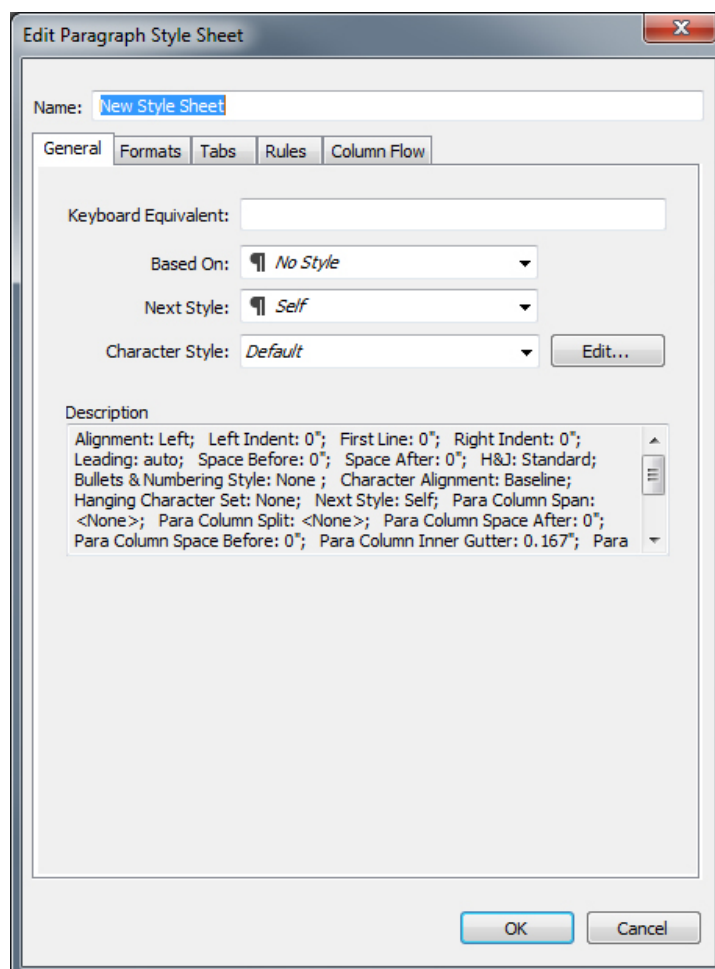 Edit Paragraph Style Sheet
Name: New Style Sheet
General Formats Tabs Rules Column Flow
Keyboard Equivalent:
Based On: ¶ No Style
Next Style: ¶ Self
Character Style: Default Edit...
Description
Alignment: Left; Left Indent: 0"; First Line: 0"; Right Indent: 0";
Leading: auto; Space Before: 0"; Space After: 0"; H&J: Standard;
Bullets & Numbering Style: None ; Character Alignment: Baseline;
Hanging Character Set: None; Next Style: Self; Para Column Span:
<None>; Para Column Split: <None>; Para Column Space After: 0";
Para Column Space Before: 0"; Para Column Inner Gutter: 0.167"; Para
OK Cancel